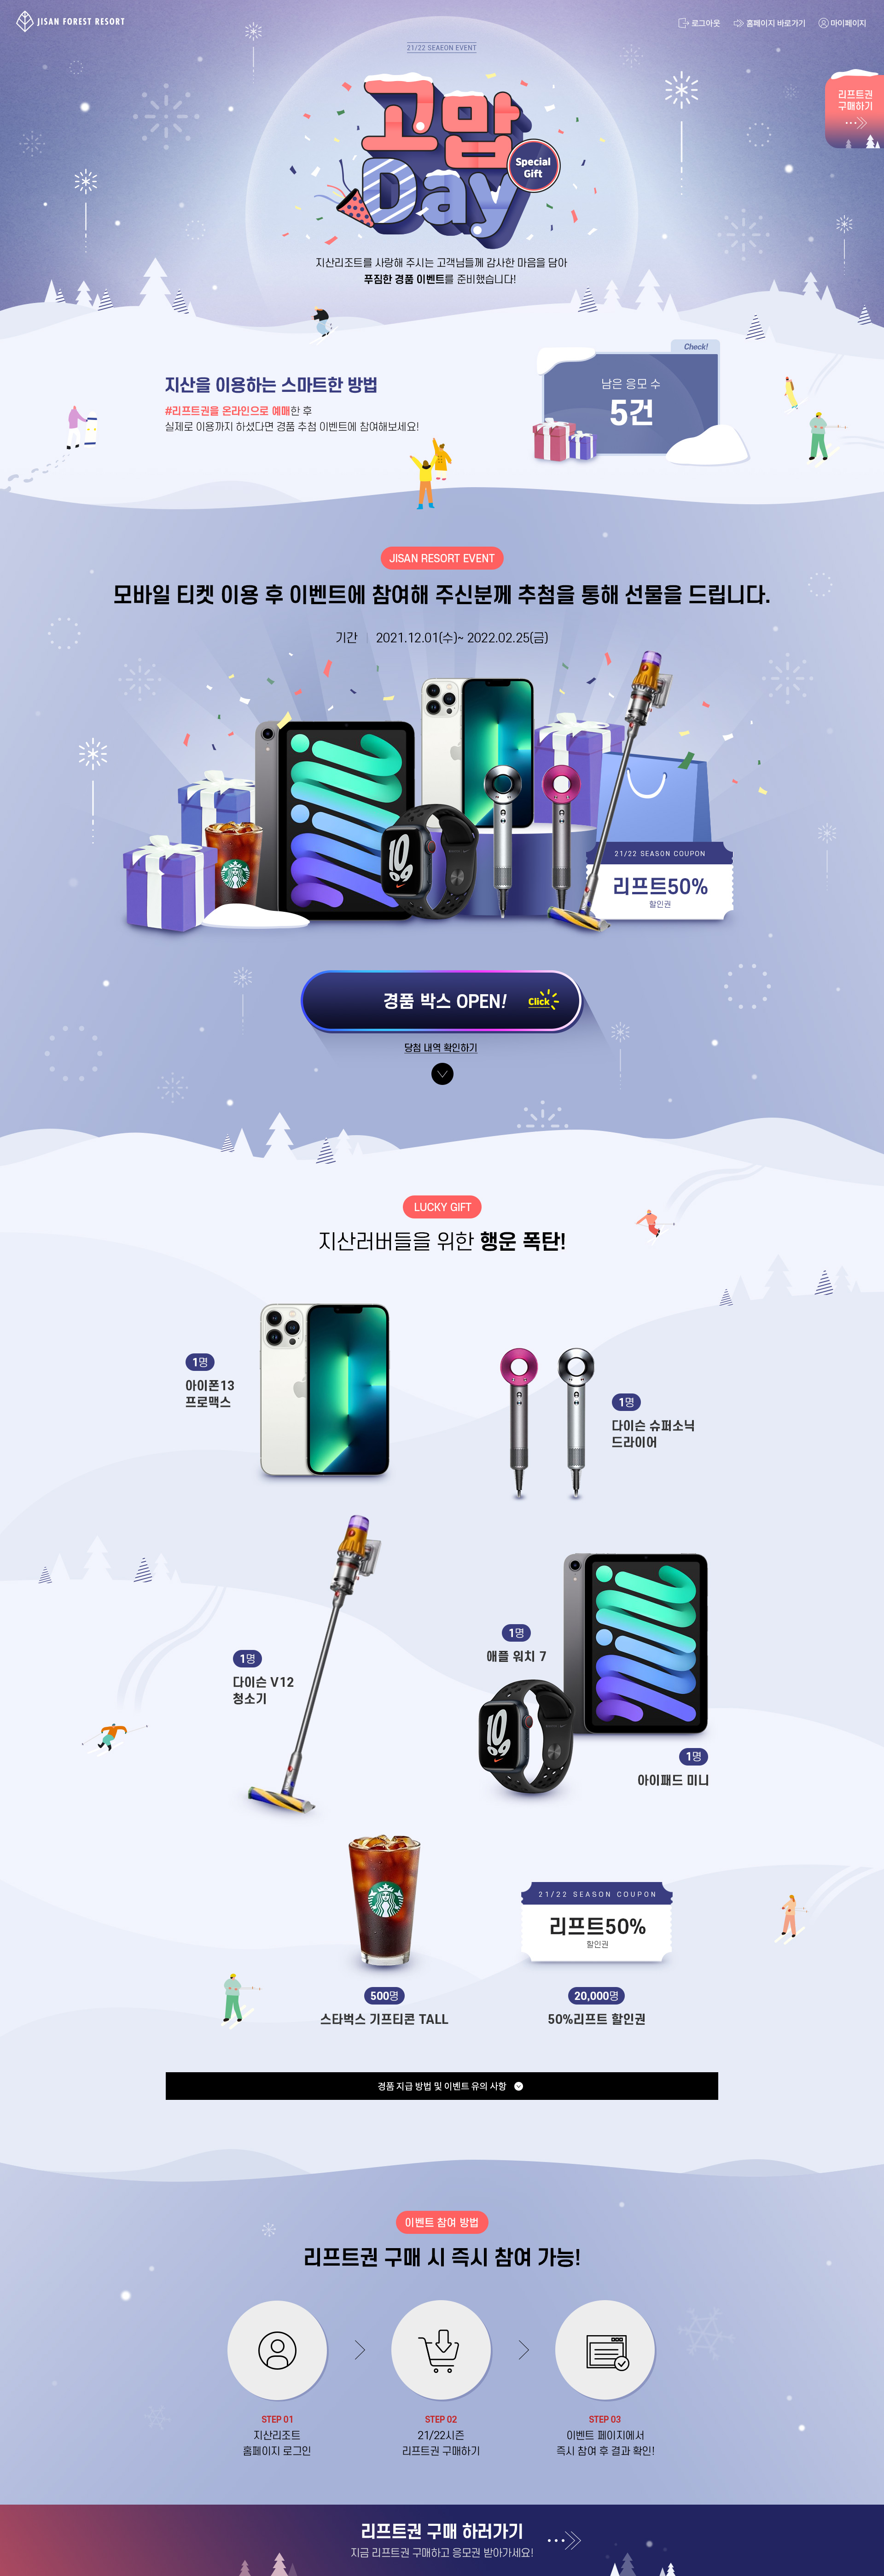 JISAN FOREST RESORT
로그아웃
홈페이지 바로가기
마이페이지
21/22 SEAEON EVENT
리프트권
구매하기
고맙
Day
Special
Gift
지산리조트를 사랑해 주시는 고객님들께 감사한 마음을 담아
푸짐한 경품 이벤트를 준비했습니다!
지산을 이용하는 스마트한 방법
#리프트권을 온라인으로 예매한 후
실제로 이용까지 하셨다면 경품 추첨 이벤트에 참여해보세요!
Check!
남은 응모 수
5건
JISAN RESORT EVENT
모바일 티켓 이용 후 이벤트에 참여해 주신분께 추첨을 통해 선물을 드립니다.
기간 2021.12.01(수)~ 2022.02.25(금)
10
09
21/22 SEASON COUPON
리프트50%
할인권
경품 박스 OPEN!
Click
당첨 내역 확인하기
LUCKY GIFT
지산러버들을 위한 행운 폭탄!
1명
아이폰13
프로맥스
1명
다이슨 슈퍼소닉
드라이어
1명
다이슨 V12
청소기
1명
애플 워치 7
10
09
1명
아이패드 미니
21/22 SEASON COUPON
리프트50%
할인권
500명
스타벅스 기프티콘 TALL
20,000명
50%리프트 할인권
경품 지급 방법 및 이벤트 유의 사항
이벤트 참여 방법
리프트권 구매 시 즉시 참여 가능!
STEP 01
지산리조트
홈페이지 로그인
STEP 02
21/22시즌
리프트권 구매하기
STEP 03
이벤트 페이지에서
즉시 참여 후 결과 확인!
리프트권 구매 하러가기
지금 리프트권 구매하고 응모권 받아가세요!